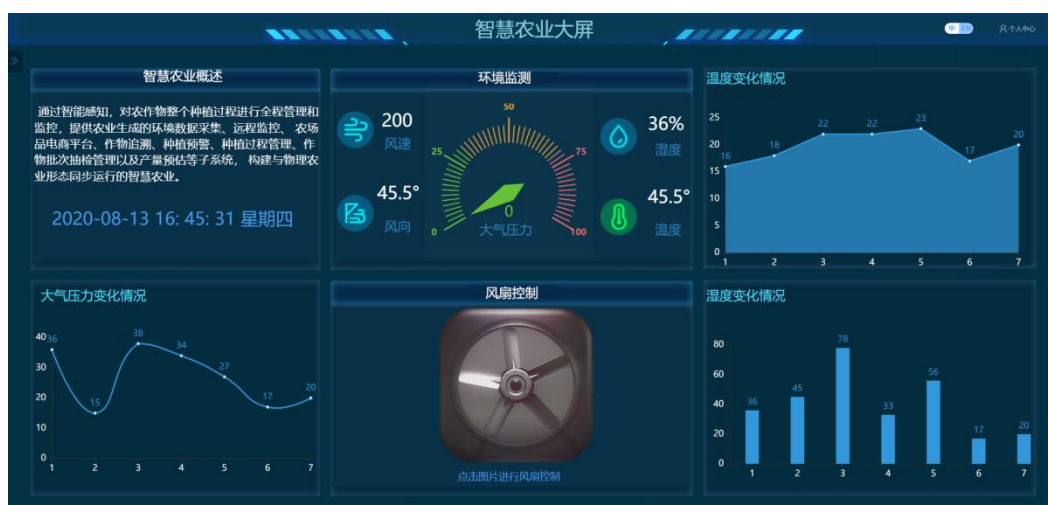 智慧农业大屏
中 EN
个人中心
智慧农业概述
通过智能感知，对农作物整个种植过程进行全程管理和
监控，提供农业生成的环境数据采集、远程监控、 农场
品电商平台、作物追溯、种植预警、种植过程管理、作
物批次抽检管理以及产量预估等子系统， 构建与物理农
业形态同步运行的智慧农业。
2020-08-13 16: 45: 31 星期四
环境监测
200
风速
45.5°
风向
0
25
50
75
100
0
大气压力
36%
湿度
45.5°
温度
温度变化情况
25
20
15
10
5
0
16
18
22
22
23
17
20
1 2 3 4 5 6 7
大气压力变化情况
40
30
20
10
0
36
15
38
34
27
17
20
1 2 3 4 5 6 7
风扇控制
点击图片进行风扇控制
湿度变化情况
80
60
40
20
0
36
45
78
33
56
17
20
1 2 3 4 5 6 7